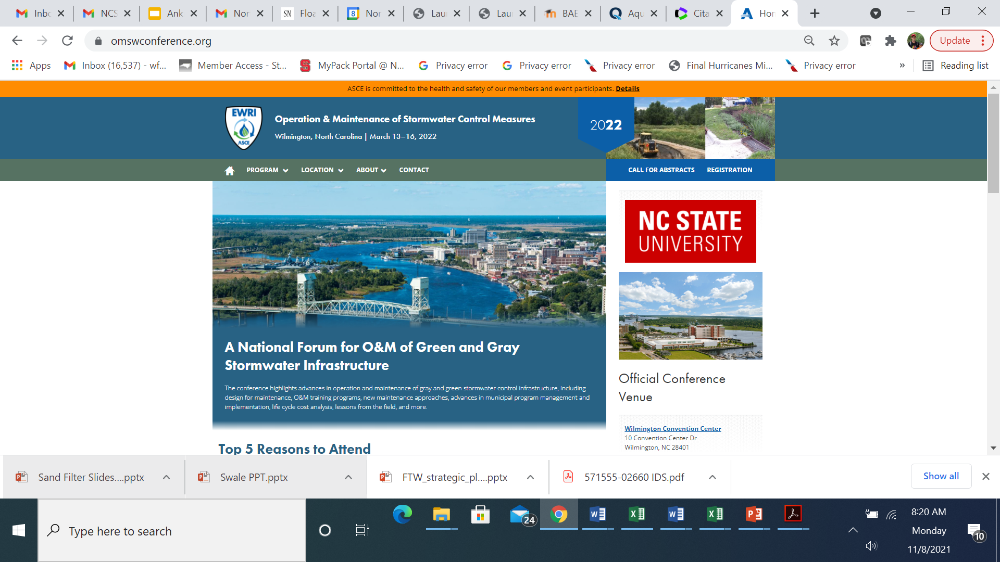 Inbc
NCS
Ank
Nor
SN
Floa
8
Nor
Lau
Lau
BAE
Aqu
Cita
Hor
omswconference.org
Update
Apps
Inbox (16,537) - wf...
Member Access - St...
MyPack Portal @ N...
Privacy error
Privacy error
Privacy error
Final Hurricanes Mi...
Privacy error
»
Reading list
ASCE is committed to the health and safety of our members and event participants. Details
EWRI
ASCE
Operation & Maintenance of Stormwater Control Measures
Wilmington, North Carolina | March 13–16, 2022
2022
PROGRAM
LOCATION
ABOUT
CONTACT
CALL FOR ABSTRACTS
REGISTRATION
NC STATE
UNIVERSITY
A National Forum for O&M of Green and Gray
Stormwater Infrastructure
The conference highlights advances in operation and maintenance of gray and green stormwater control infrastructure, including
design for maintenance, O&M training programs, new maintenance approaches, advances in municipal program management and
implementation, life cycle cost analysis, lessons from the field, and more.
Official Conference
Venue
Wilmington Convention Center
10 Convention Center Dr
Wilmington, NC 28401
Top 5 Reasons to Attend
Sand Filter Slides....pptx
Swale PPT.pptx
FTW_strategic_pl....pptx
571555-02660 IDS.pdf
Show all
Type here to search
24
8:20 AM
Monday
11/8/2021
10